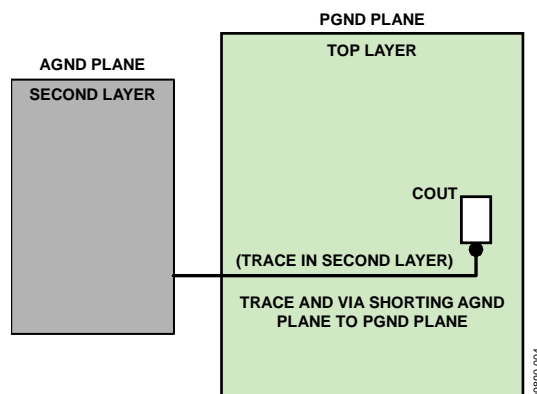 PGND PLANE
TOP LAYER
AGND PLANE
SECOND LAYER
COUT
(TRACE IN SECOND LAYER)
TRACE AND VIA SHORTING AGND
PLANE TO PGND PLANE